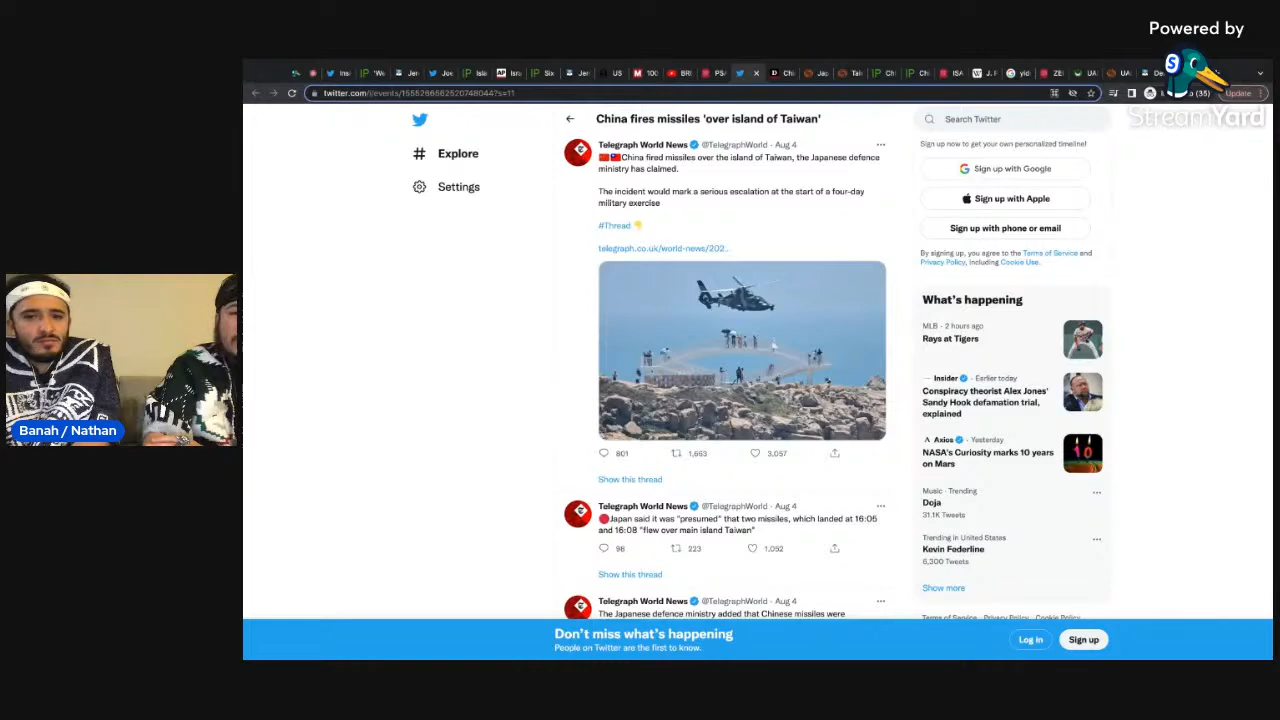 Powered by
StreamYard
twitter.com/i/events/1555266562520748044?s=11
(35)
Update
China fires missiles 'over island of Taiwan'
Search Twitter
Explore
Settings
Telegraph World News @TelegraphWorld · Aug 4
🇨🇳🇹🇼China fired missiles over the island of Taiwan, the Japanese defence
ministry has claimed.
The incident would mark a serious escalation at the start of a four-day
military exercise
#Thread 👇
telegraph.co.uk/world-news/202...
801 1,663 3,057
Show this thread
Telegraph World News @TelegraphWorld · Aug 4
🔴Japan said it was "presumed" that two missiles, which landed at 16:05
and 16:08 "flew over main island Taiwan"
98 223 1,052
Show this thread
Telegraph World News @TelegraphWorld · Aug 4
The Japanese defence ministry added that Chinese missiles were
Sign up now to get your own personalized timeline!
Sign up with Google
Sign up with Apple
Sign up with phone or email
By signing up, you agree to the Terms of Service and
Privacy Policy, including Cookie Use.
What's happening
MLB · 2 hours ago
Rays at Tigers
Insider · Earlier today
Conspiracy theorist Alex Jones'
Sandy Hook defamation trial,
explained
Axios · Yesterday
NASA's Curiosity marks 10 years
on Mars
Music · Trending
Doja
31.1K Tweets
Trending in United States
Kevin Federline
6,300 Tweets
Show more
Terms of Service Privacy Policy Cookie Policy
Banah / Nathan
Don't miss what's happening
People on Twitter are the first to know.
Log in
Sign up